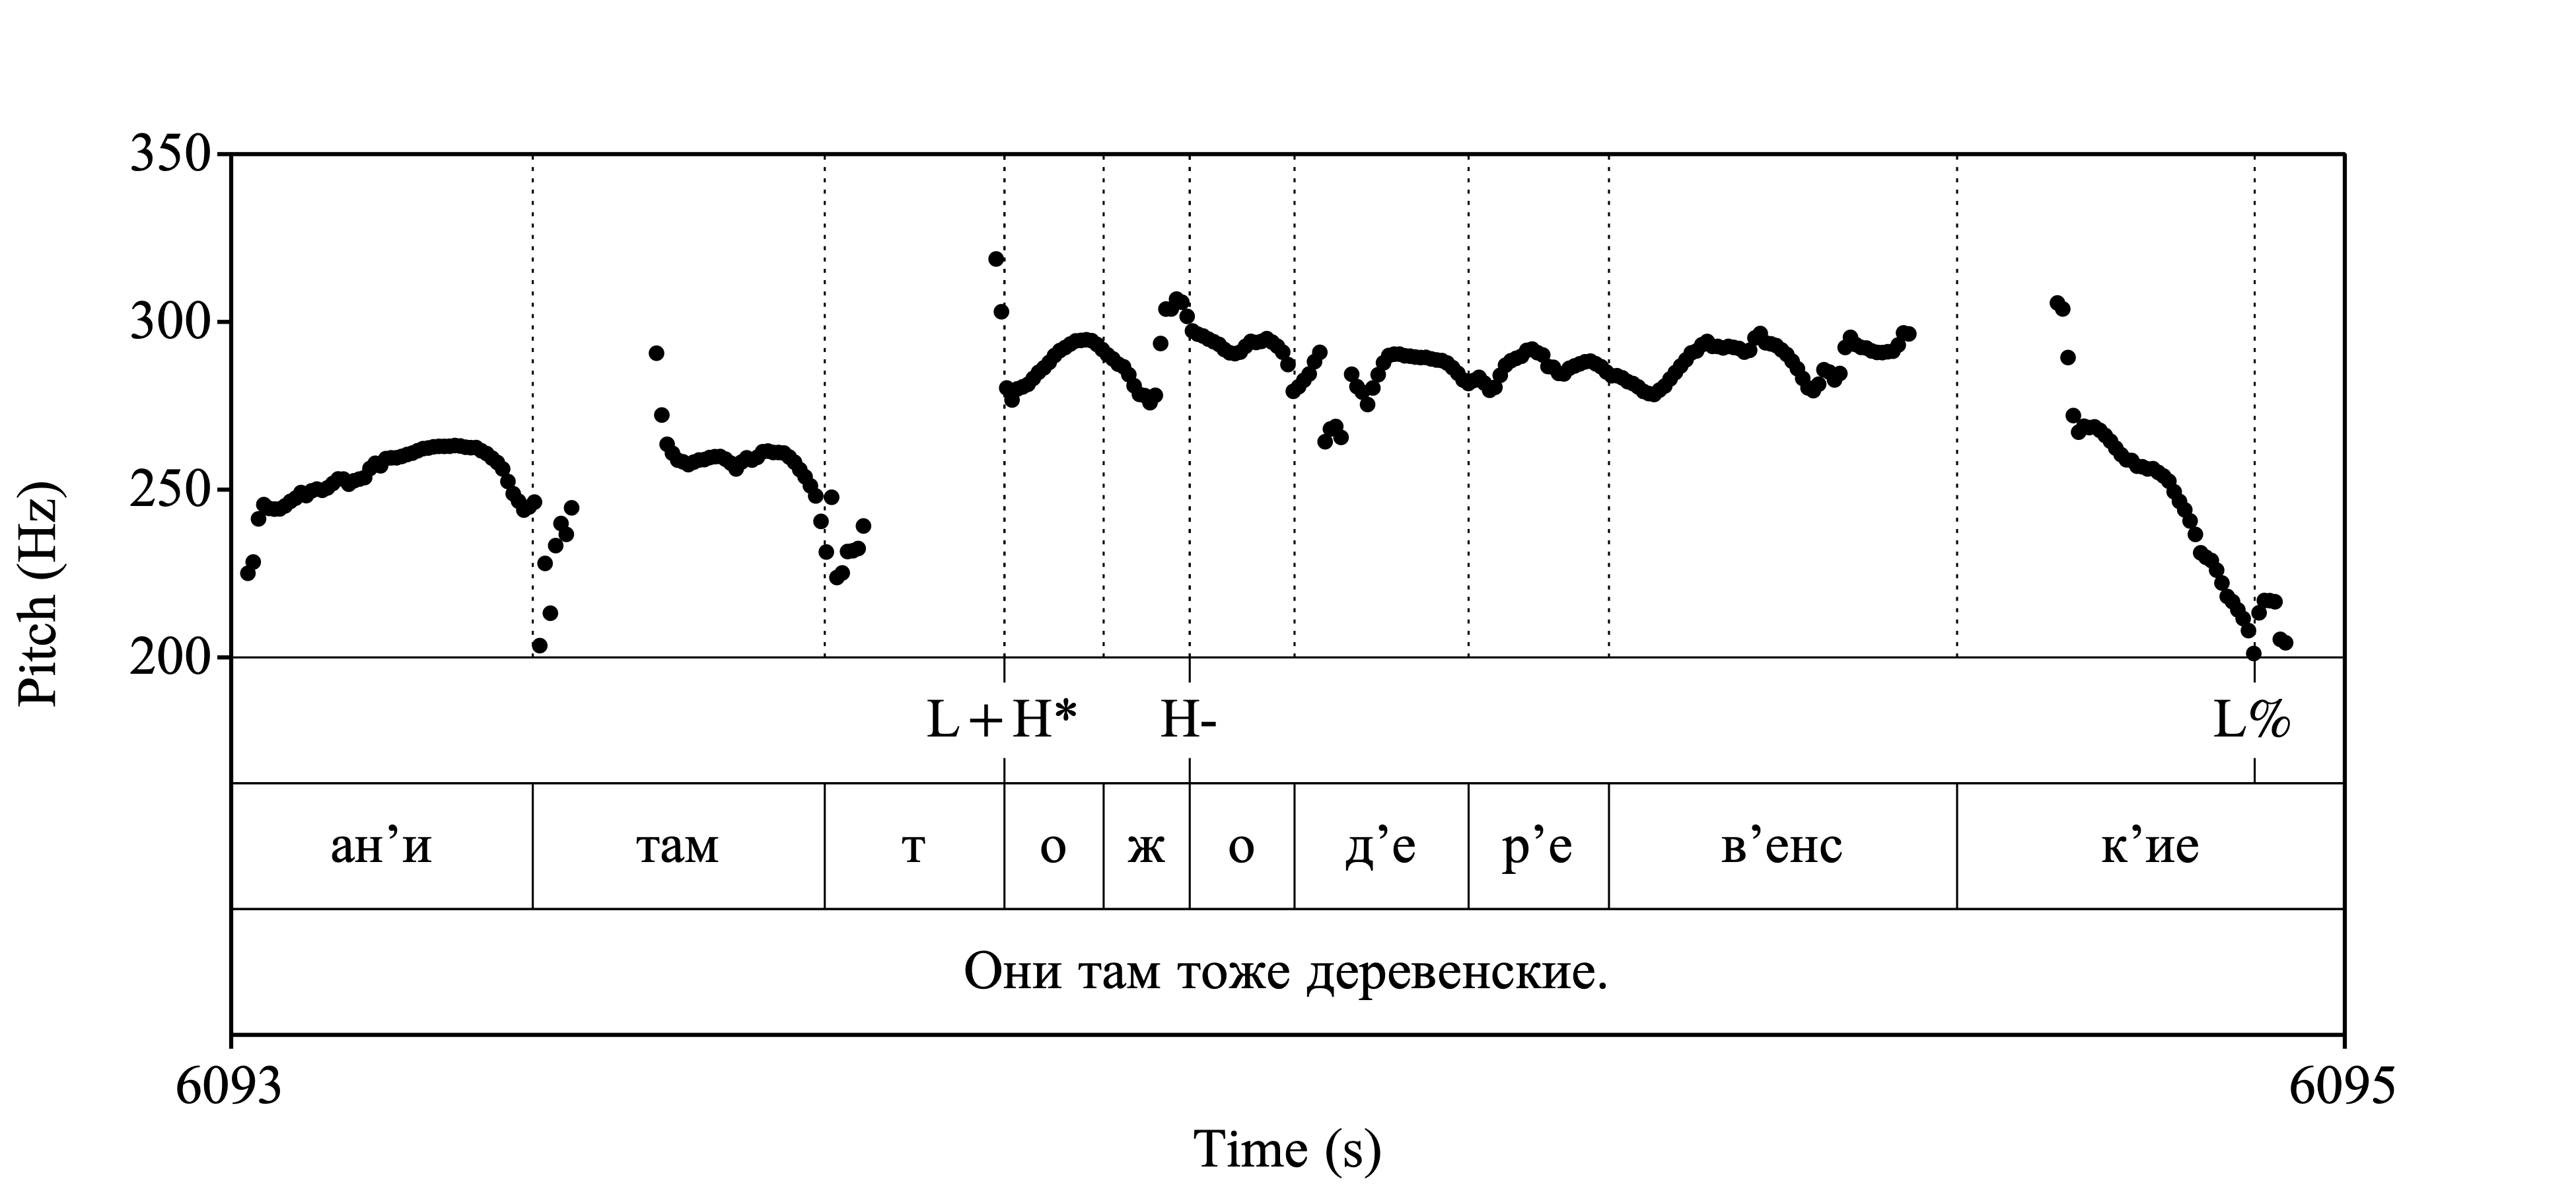 350
300
250
200
Pitch (Hz)
L+H* H- L%
ан’и там т о ж о д’е р’е в’енс к’ие
Они там тоже деревенские.
6093 6095
Time (s)